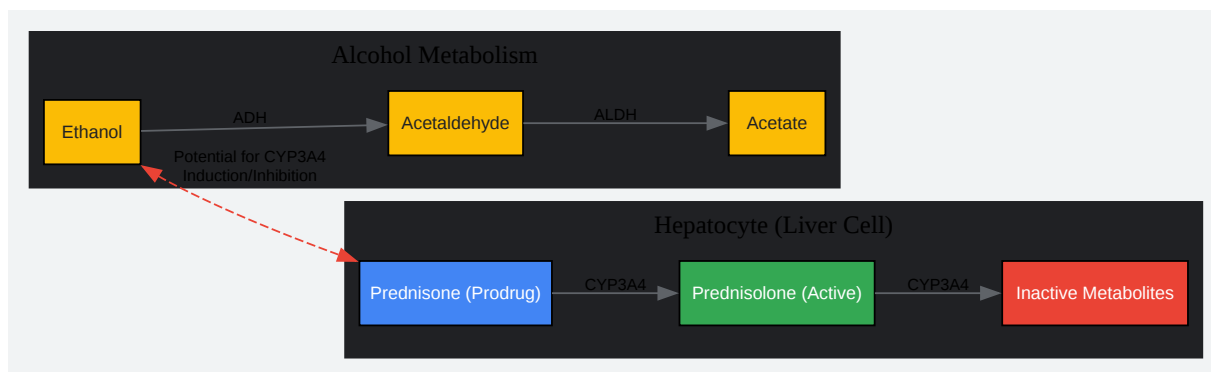 Alcohol Metabolism
Ethanol
ADH
Acetaldehyde
ALDH
Acetate
Potential for CYP3A4
Induction/Inhibition
Hepatocyte (Liver Cell)
Prednisone (Prodrug)
CYP3A4
Prednisolone (Active)
CYP3A4
Inactive Metabolites